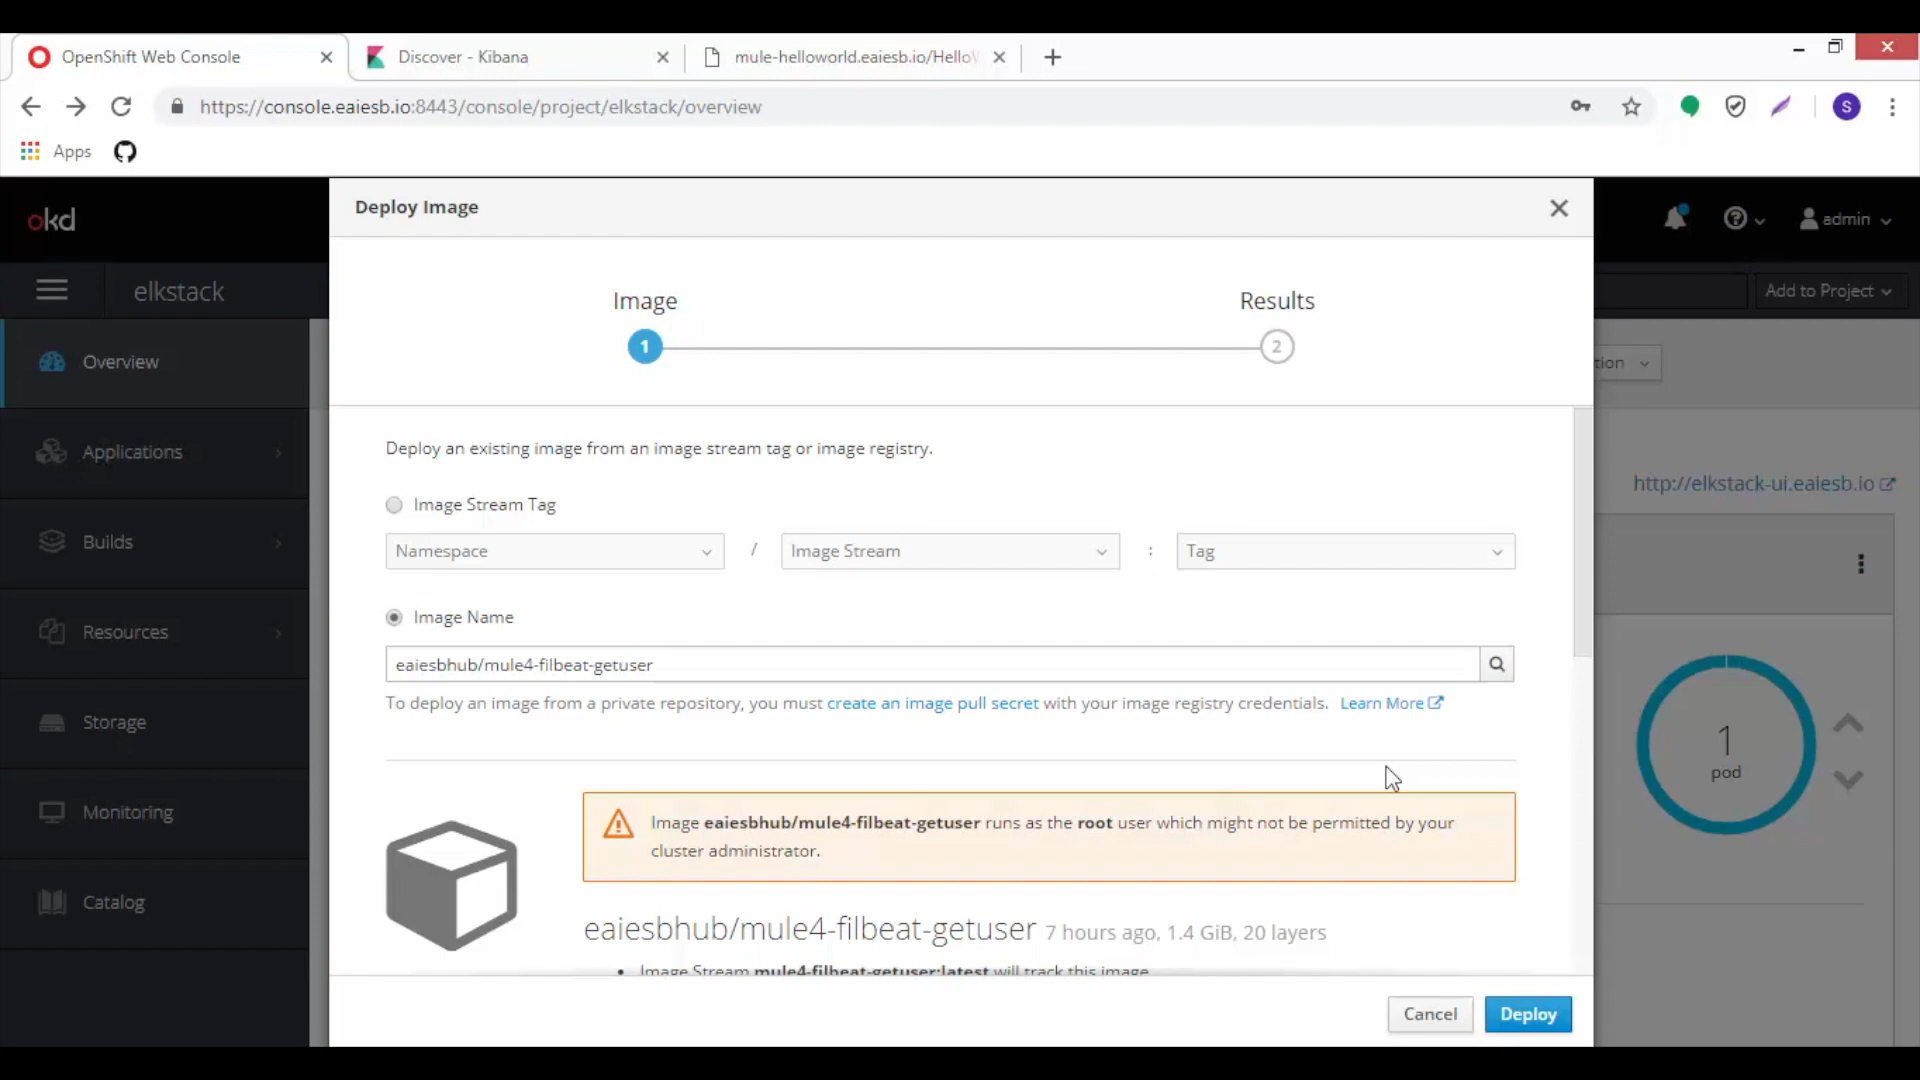 OpenShift Web Console
Discover - Kibana
mule-helloworld.eaiesb.io/Hello
https://console.eaiesb.io:8443/console/project/elkstack/overview
S
Apps
okd
Deploy Image
admin
elkstack
Add to Project
Image
Results
1
2
Overview
tion
Deploy an existing image from an image stream tag or image registry.
Applications
http://elkstack-ui.eaiesb.io
Image Stream Tag
Namespace / Image Stream : Tag
Builds
Image Name
Resources
eaiesbhub/mule4-filbeat-getuser
To deploy an image from a private repository, you must create an image pull secret with your image registry credentials. Learn More
Storage
1
pod
Monitoring
Image eaiesbhub/mule4-filbeat-getuser runs as the root user which might not be permitted by your
cluster administrator.
Catalog
eaiesbhub/mule4-filbeat-getuser 7 hours ago, 1.4 GiB, 20 layers
• Image Stream mule4-filbeat-getuser:latest will track this image
Cancel
Deploy